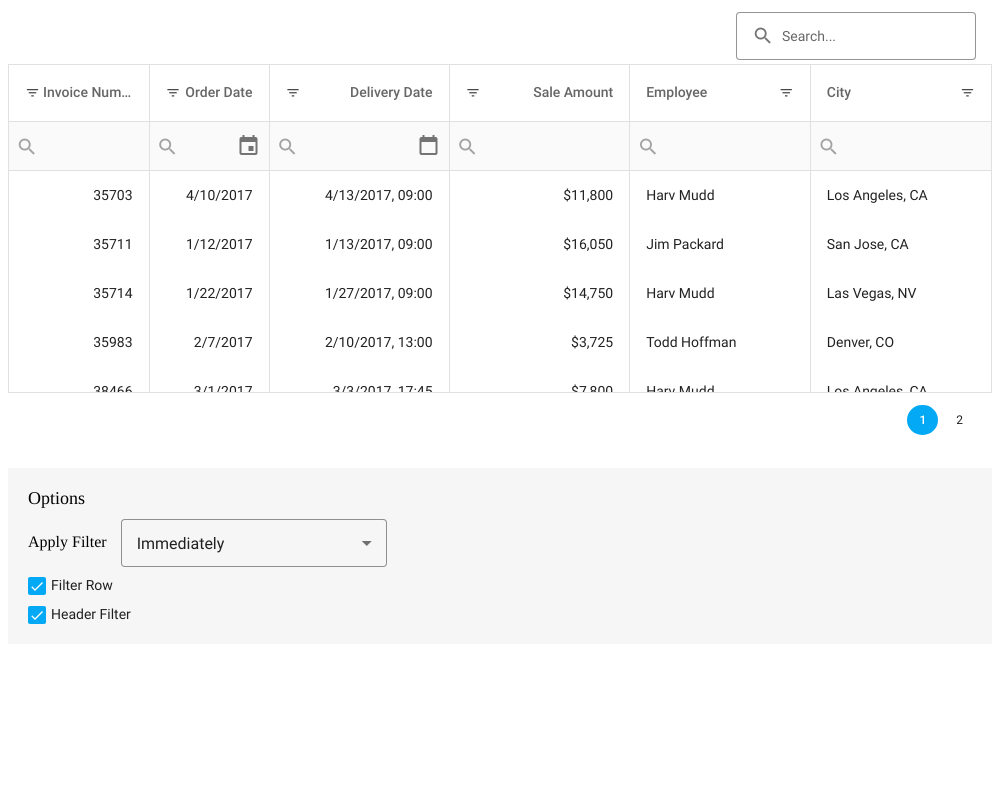 Search...
Invoice Num... Order Date Delivery Date Sale Amount Employee City
35703 4/10/2017 4/13/2017, 09:00 $11,800 Harv Mudd Los Angeles, CA
35711 1/12/2017 1/13/2017, 09:00 $16,050 Jim Packard San Jose, CA
35714 1/22/2017 1/27/2017, 09:00 $14,750 Harv Mudd Las Vegas, NV
35983 2/7/2017 2/10/2017, 13:00 $3,725 Todd Hoffman Denver, CO
38466 3/1/2017 3/3/2017, 17:45 $7,800 Harv Mudd Los Angeles, CA
1 2
Options
Apply Filter Immediately
Filter Row
Header Filter